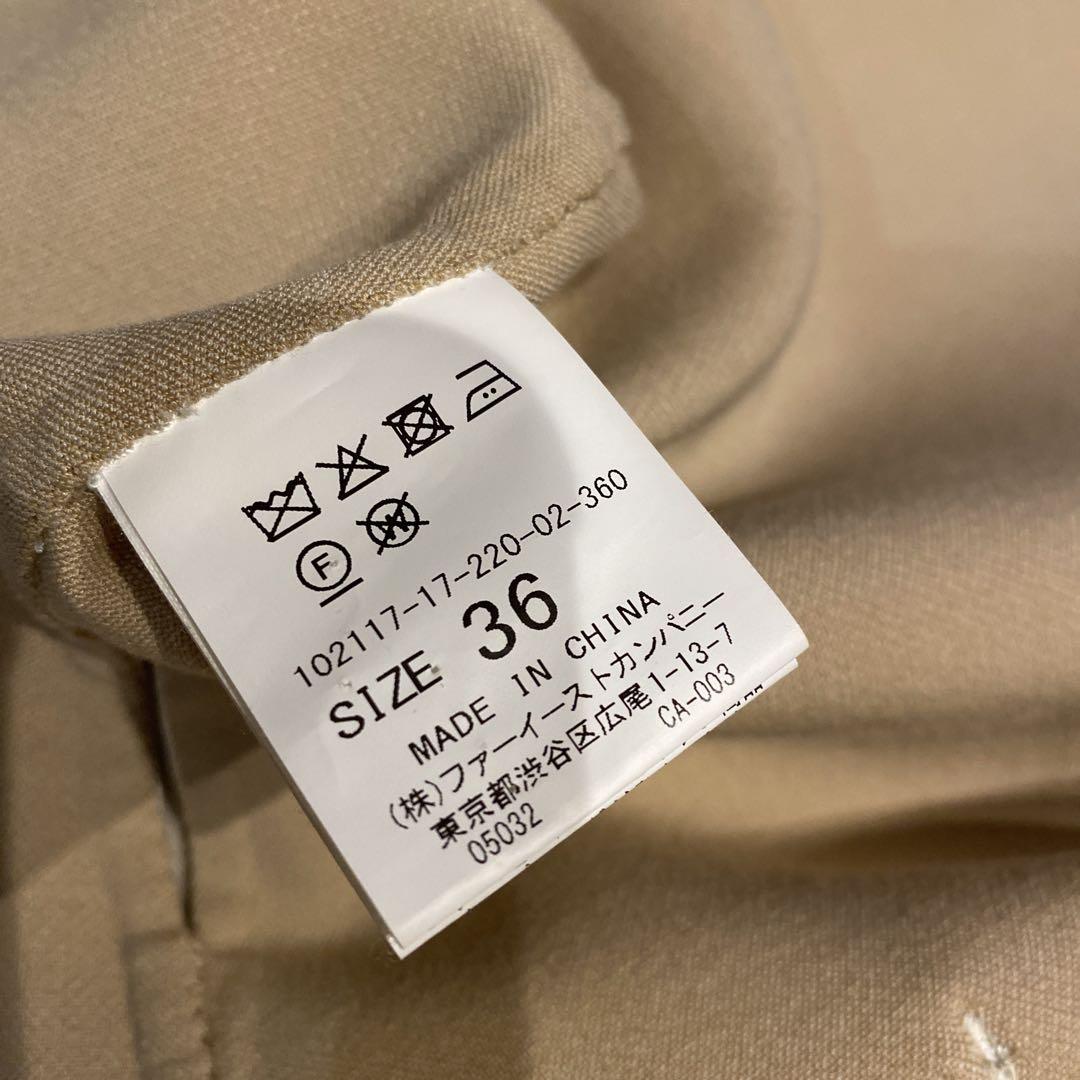 F W
102117-17-220-02-360
SIZE 36
MADE IN CHINA
(株)ファーイーストカンパニー
東京都渋谷区広尾1-13-7
05032 CA-003